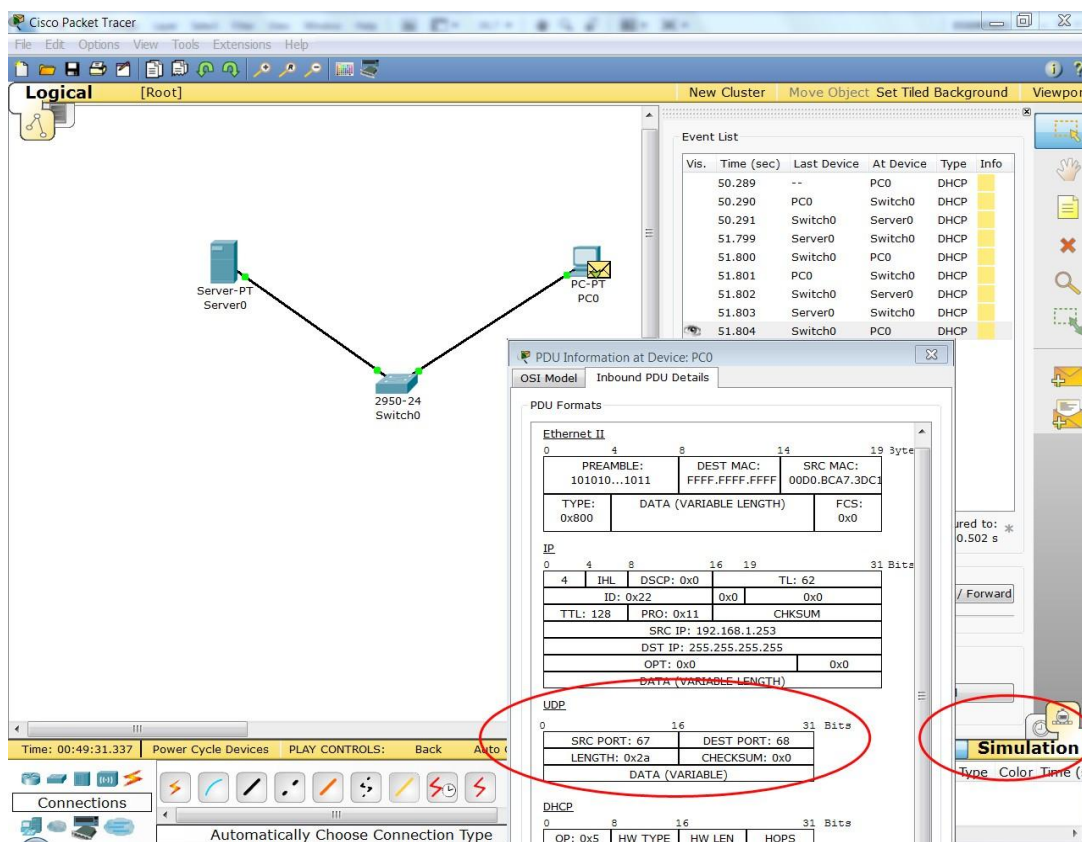 Cisco Packet Tracer
File Edit Options View Tools Extensions Help
Logical [Root] New Cluster Move Object Set Tiled Background Viewpor
Event List
Vis. Time (sec) Last Device At Device Type Info
50.289 -- PC0 DHCP
50.290 PC0 Switch0 DHCP
50.291 Switch0 Server0 DHCP
51.799 Server0 Switch0 DHCP
51.800 Switch0 PC0 DHCP
51.801 PC0 Switch0 DHCP
51.802 Switch0 Server0 DHCP
51.803 Server0 Switch0 DHCP
51.804 Switch0 PC0 DHCP
Server-PT
Server0
PC-PT
PC0
2950-24
Switch0
PDU Information at Device: PC0
OSI Model Inbound PDU Details
PDU Formats
Ethernet II
0 4 8 14 19 Byte
PREAMBLE: DEST MAC: SRC MAC:
101010...1011 FFFF.FFFF.FFFF 00D0.BCA7.3DC1
TYPE: DATA (VARIABLE LENGTH) FCS:
0x800 0x0
IP
0 4 8 16 19 31 Bits
4 IHL DSCP: 0x0 TL: 62
ID: 0x22 0x0 0x0
TTL: 128 PRO: 0x11 CHKSUM
SRC IP: 192.168.1.253
DST IP: 255.255.255.255
OPT: 0x0 0x0
DATA (VARIABLE LENGTH)
UDP
0 16 31 Bits
SRC PORT: 67 DEST PORT: 68
LENGTH: 0x2a CHECKSUM: 0x0
DATA (VARIABLE)
DHCP
0 8 16 31 Bits
OP: 0x5 HW TYPE HW LEN HOPS
ured to: *
0.502 s
/ Forward
Simulation
Type Color Time (
Time: 00:49:31.337 Power Cycle Devices PLAY CONTROLS: Back Auto
Connections
Automatically Choose Connection Type